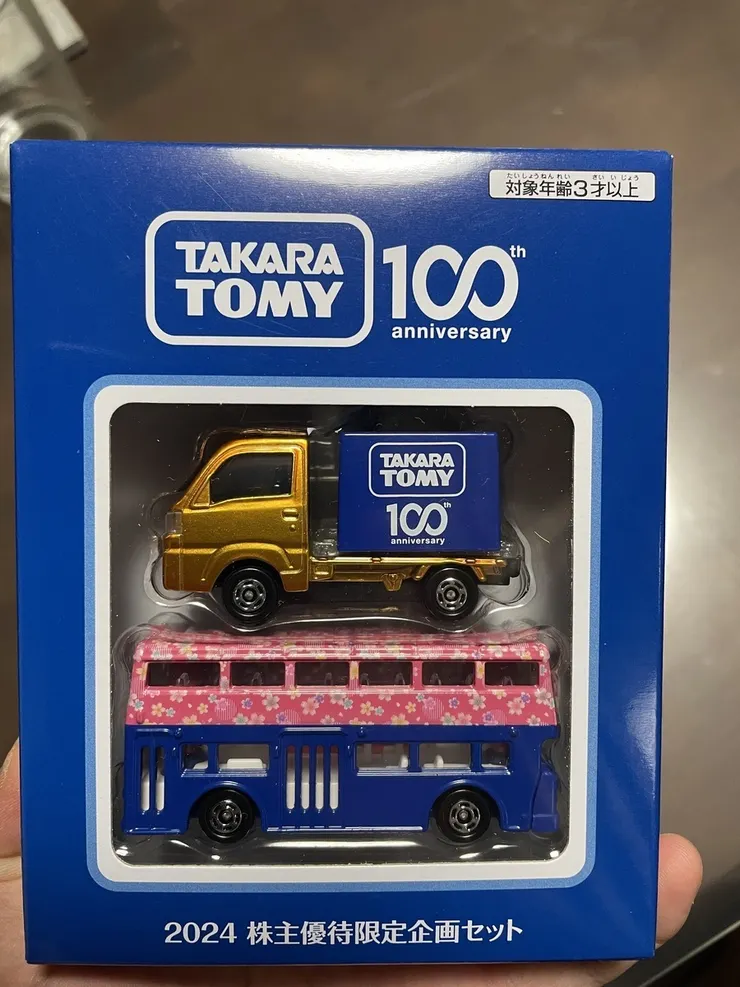 たいしょうねんれい さいいじょう
対象年齢3才以上
TAKARA
TOMY
100th
anniversary
TAKARA
TOMY
100th
anniversary
2024 株主優待限定企画セット